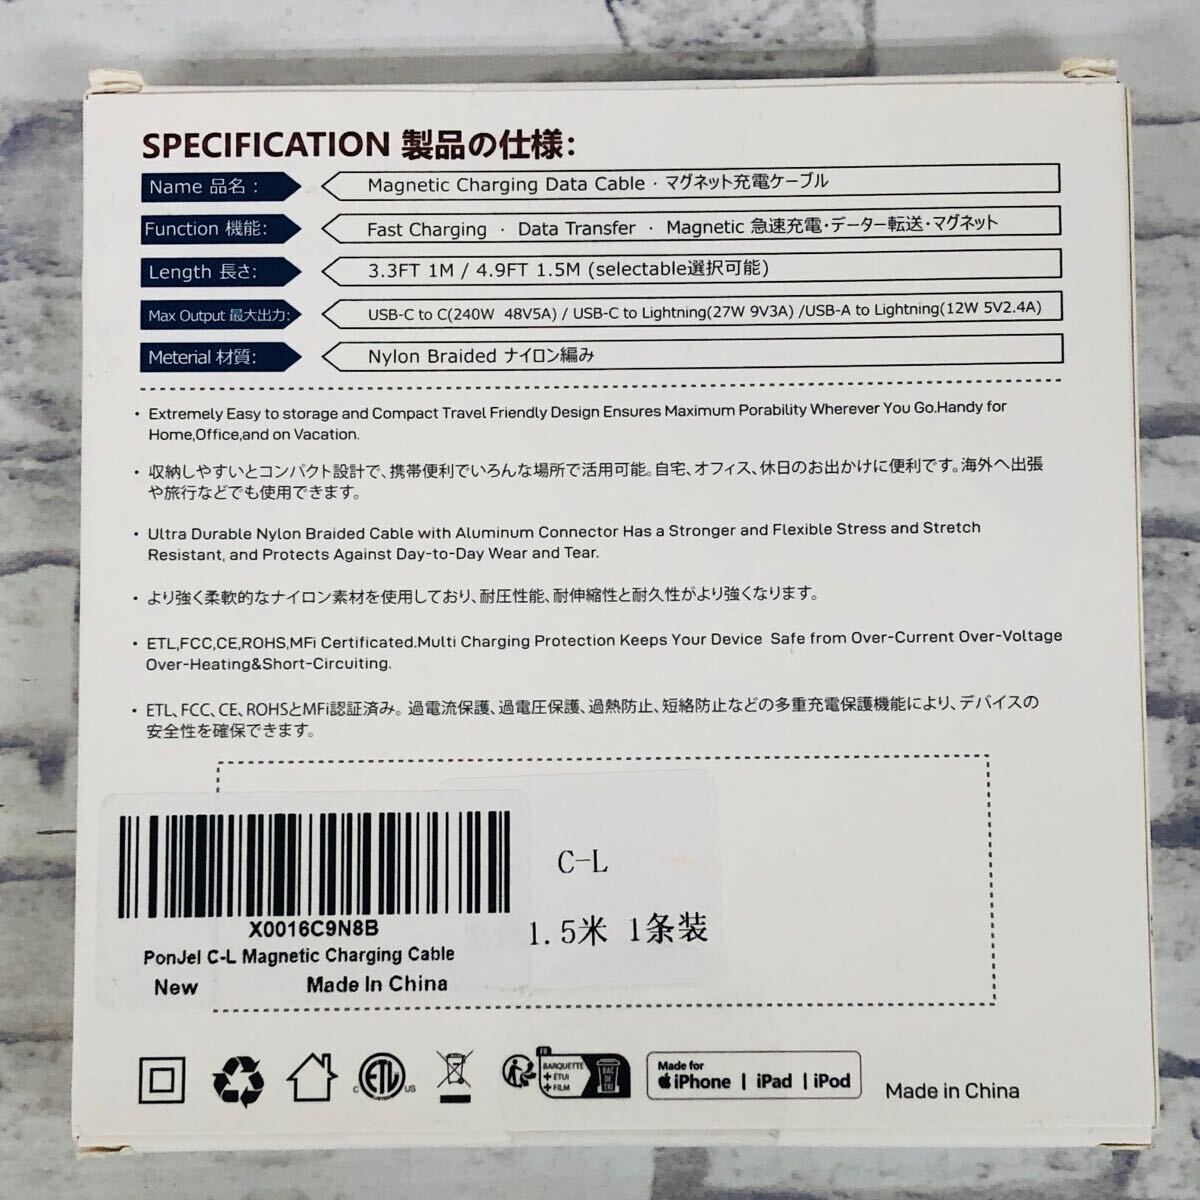 SPECIFICATION 製品の仕様:
Name 品名 : Magnetic Charging Data Cable · マグネット充電ケーブル
Function 機能: Fast Charging · Data Transfer · Magnetic 急速充電・データー転送・マグネット
Length 長さ: 3.3FT 1M / 4.9FT 1.5M (selectable選択可能)
Max Output 最大出力: USB-C to C(240W 48V5A) / USB-C to Lightning(27W 9V3A) /USB-A to Lightning(12W 5V2.4A)
Meterial 材質: Nylon Braided ナイロン編み
• Extremely Easy to storage and Compact Travel Friendly Design Ensures Maximum Porability Wherever You Go.Handy for
Home,Office,and on Vacation.
• 収納しやすいとコンパクト設計で、携帯便利でいろんな場所で活用可能。自宅、オフィス、休日のお出かけに便利です。海外へ出張
や旅行などでも使用できます。
• Ultra Durable Nylon Braided Cable with Aluminum Connector Has a Stronger and Flexible Stress and Stretch
Resistant, and Protects Against Day-to-Day Wear and Tear.
• より強く柔軟的なナイロン素材を使用しており、耐圧性能、耐伸縮性と耐久性がより強くなります。
• ETL,FCC,CE,ROHS,MFi Certificated.Multi Charging Protection Keeps Your Device Safe from Over-Current Over-Voltage
Over-Heating&Short-Circuiting.
• ETL、FCC、CE、ROHSとMFi認証済み。過電流保護、過電圧保護、過熱防止、短絡防止などの多重充電保護機能により、デバイスの
安全性を確保できます。
X0016C9N8B
PonJel C-L Magnetic Charging Cable
New Made In China
C-L
1.5米 1条装
C ETL US
FR
BARQUETTE
+ÉTUI
+FILM
BAC
DE
TRI
Made for
iPhone | iPad | iPod
Made in China